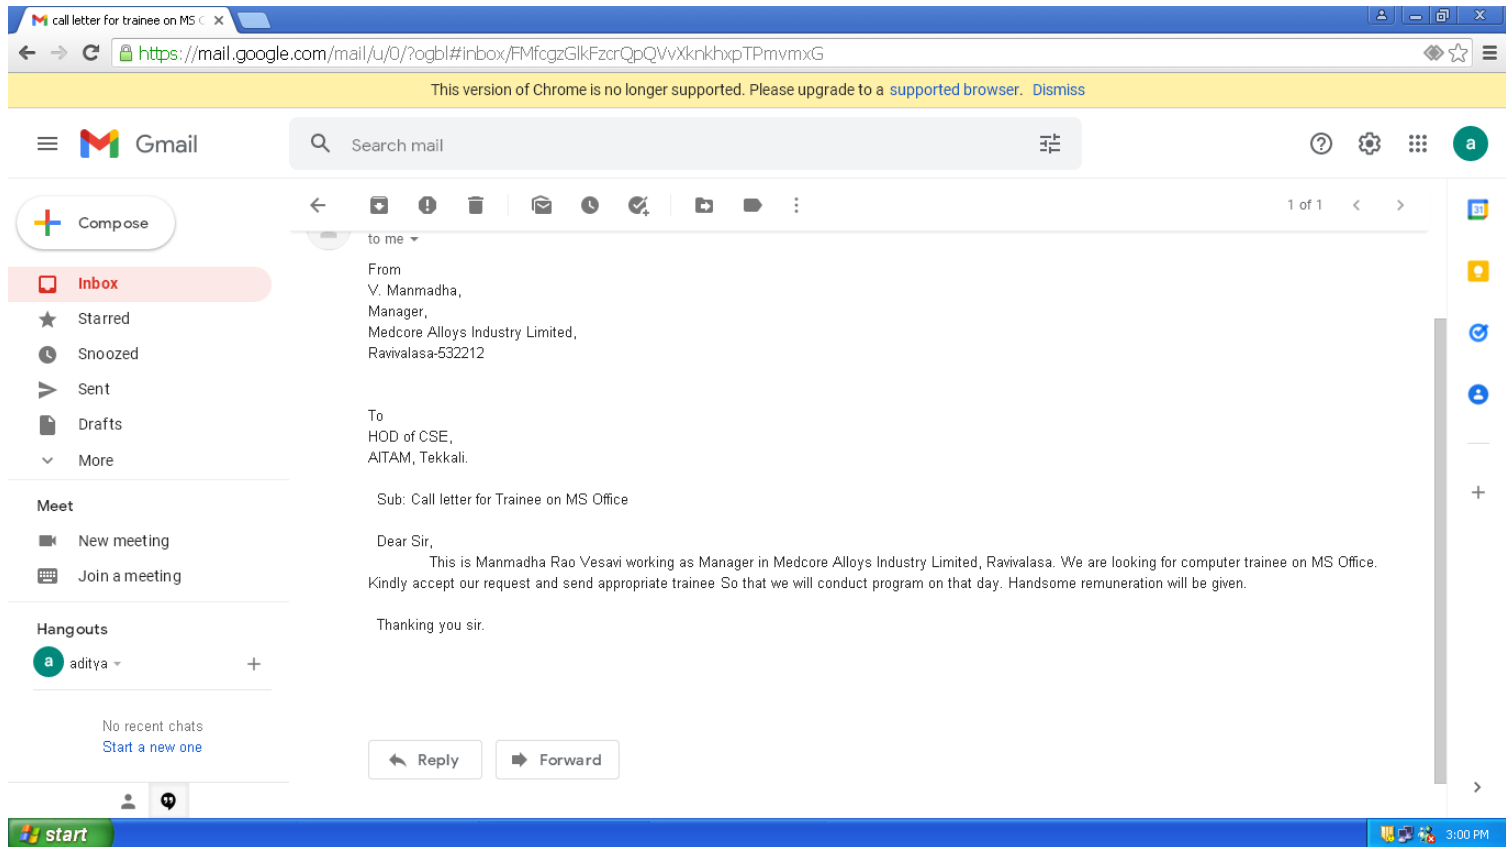 call letter for trainee on MS O
https://mail.google.com/mail/u/0/?ogbl#inbox/FMfcgzGlkFzcrQpQVvXknkhxpTPmvmxG
This version of Chrome is no longer supported. Please upgrade to a supported browser. Dismiss
Gmail
Search mail
a
Compose
1 of 1
31
to me
Inbox
Starred
Snoozed
Sent
Drafts
More
Meet
New meeting
Join a meeting
Hangouts
a
aditya
No recent chats
Start a new one
From
V. Manmadha,
Manager,
Medcore Alloys Industry Limited,
Ravivalasa-532212
To
HOD of CSE,
AITAM, Tekkali.
Sub: Call letter for Trainee on MS Office
Dear Sir,
This is Manmadha Rao Vesavi working as Manager in Medcore Alloys Industry Limited, Ravivalasa. We are looking for computer trainee on MS Office.
Kindly accept our request and send appropriate trainee So that we will conduct program on that day. Handsome remuneration will be given.
Thanking you sir.
Reply
Forward
start
3:00 PM